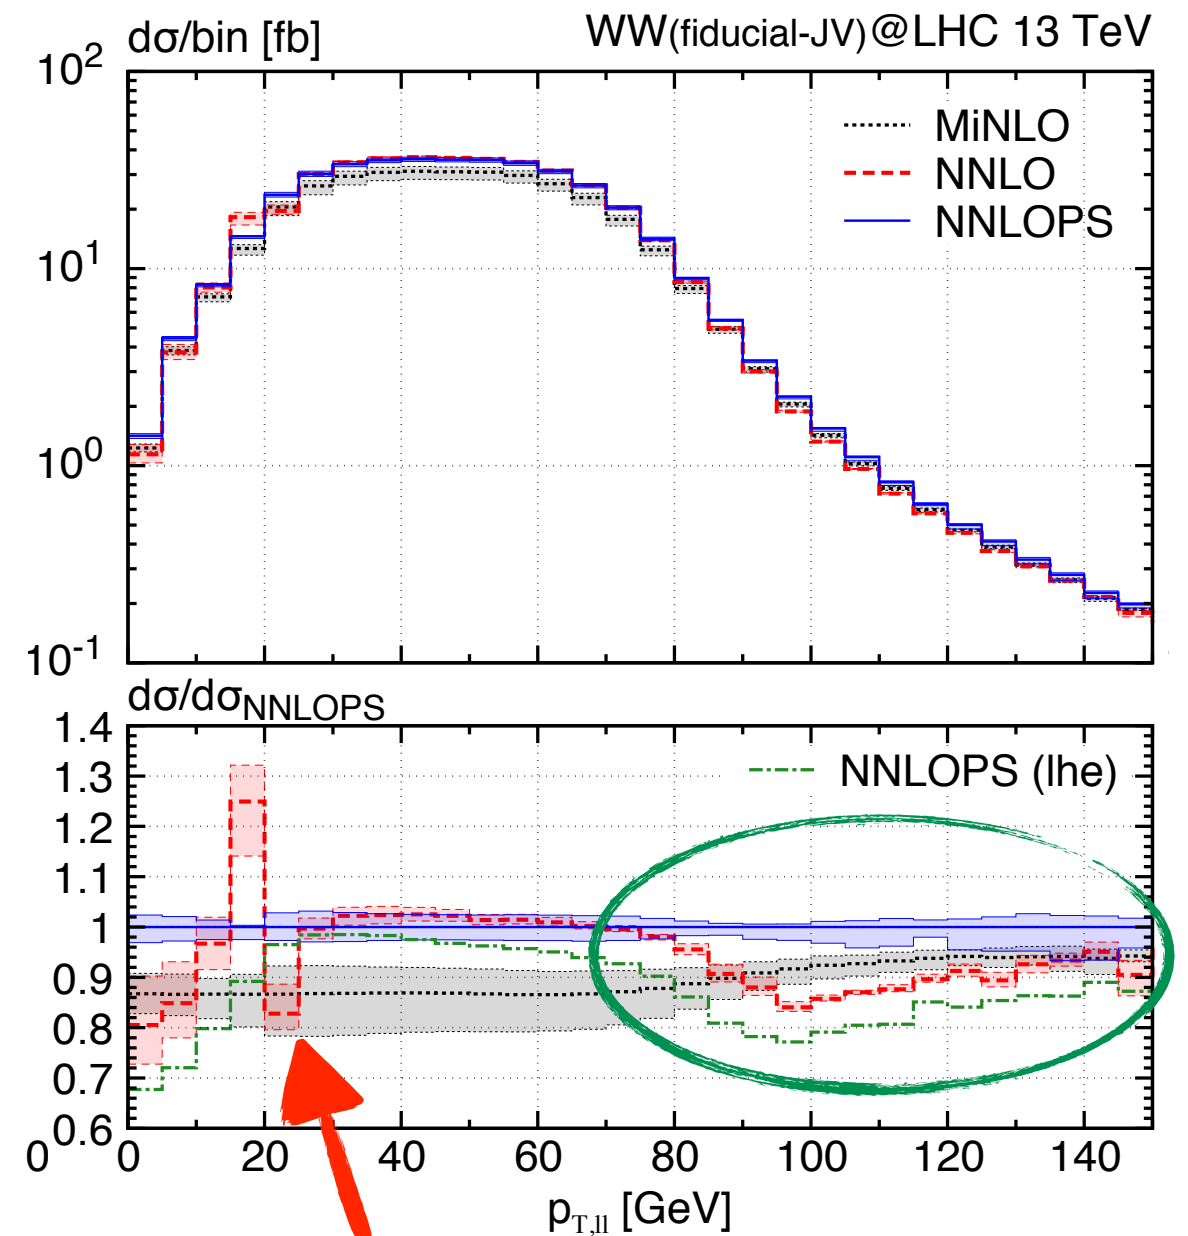 dσ/bin [fb] WW(fiducial-JV)@LHC 13 TeV
10²
MiNLO
NNLO
NNLOPS
10¹
10⁰
10⁻¹
dσ/dσNNLOPS
1.4
NNLOPS (lhe)
1.3
1.2
1.1
1
0.9
0.8
0.7
0.6
0 0 20 40 60 80 100 120 140
pT,ll [GeV]